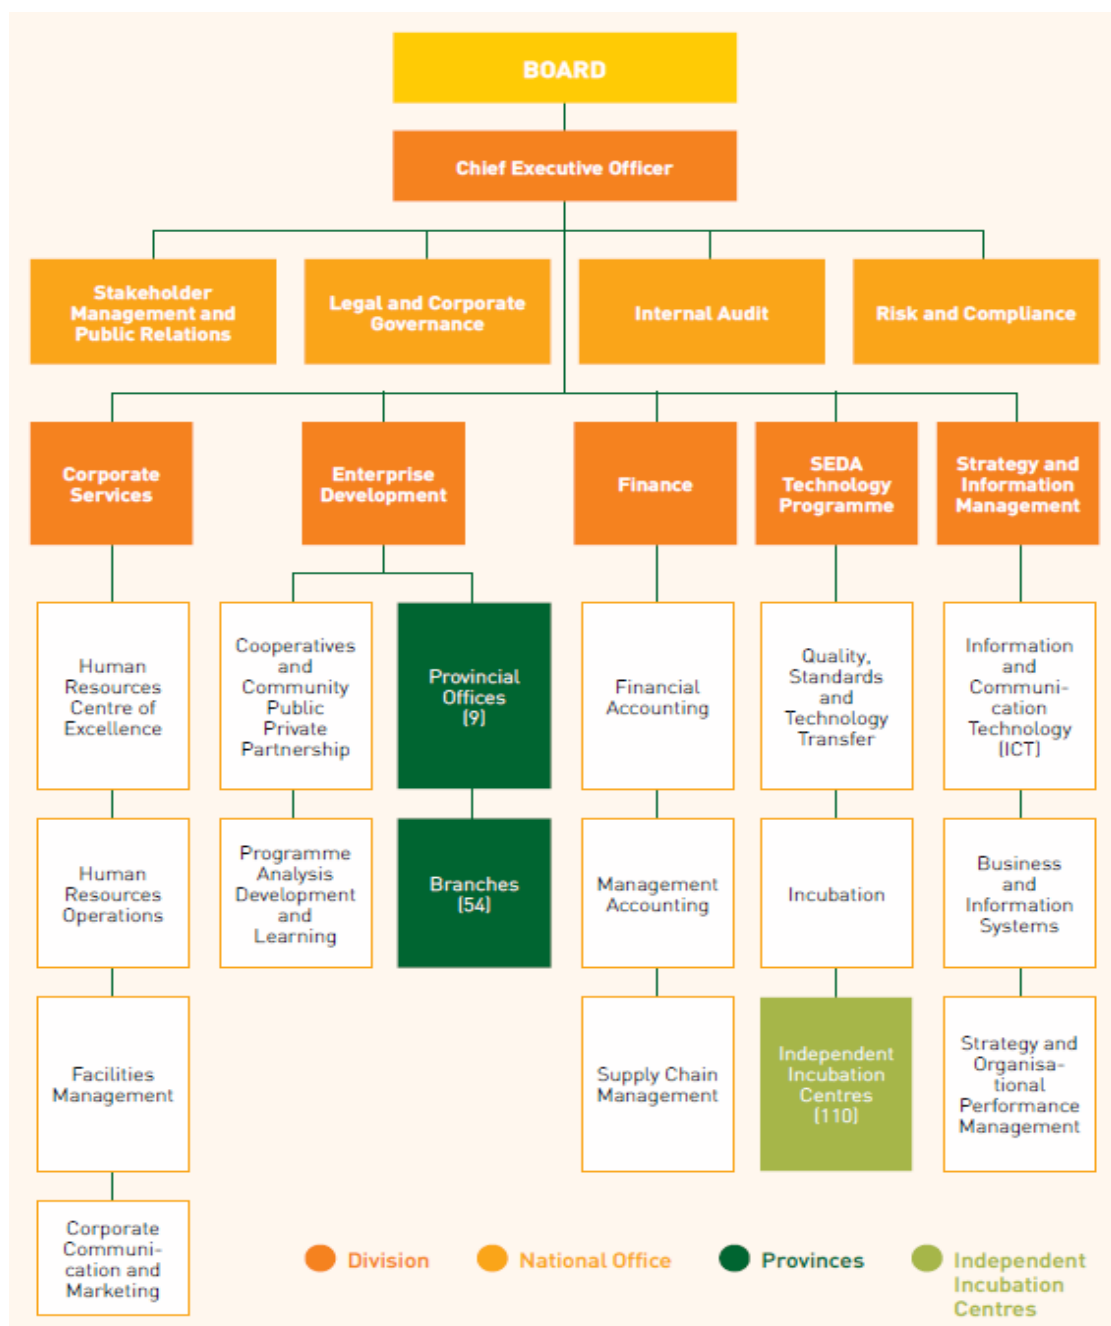 BOARD
Chief Executive Officer
Stakeholder
Management and
Public Relations
Legal and Corporate
Governance
Internal Audit
Risk and Compliance
Corporate
Services
Enterprise
Development
Finance
SEDA
Technology
Programme
Strategy and
Information
Management
Human
Resources
Centre of
Excellence
Cooperatives
and
Community
Public
Private
Partnership
Provincial
Offices
(9)
Financial
Accounting
Quality,
Standards
and
Technology
Transfer
Information
and
Communi-
cation
Technology
(ICT)
Human
Resources
Operations
Programme
Analysis
Development
and
Learning
Branches
(54)
Management
Accounting
Incubation
Business
and
Information
Systems
Facilities
Management
Supply Chain
Management
Independent
Incubation
Centres
(110)
Strategy and
Organisa-
tional
Performance
Management
Corporate
Communi-
cation and
Marketing
Division
National Office
Provinces
Independent
Incubation
Centres